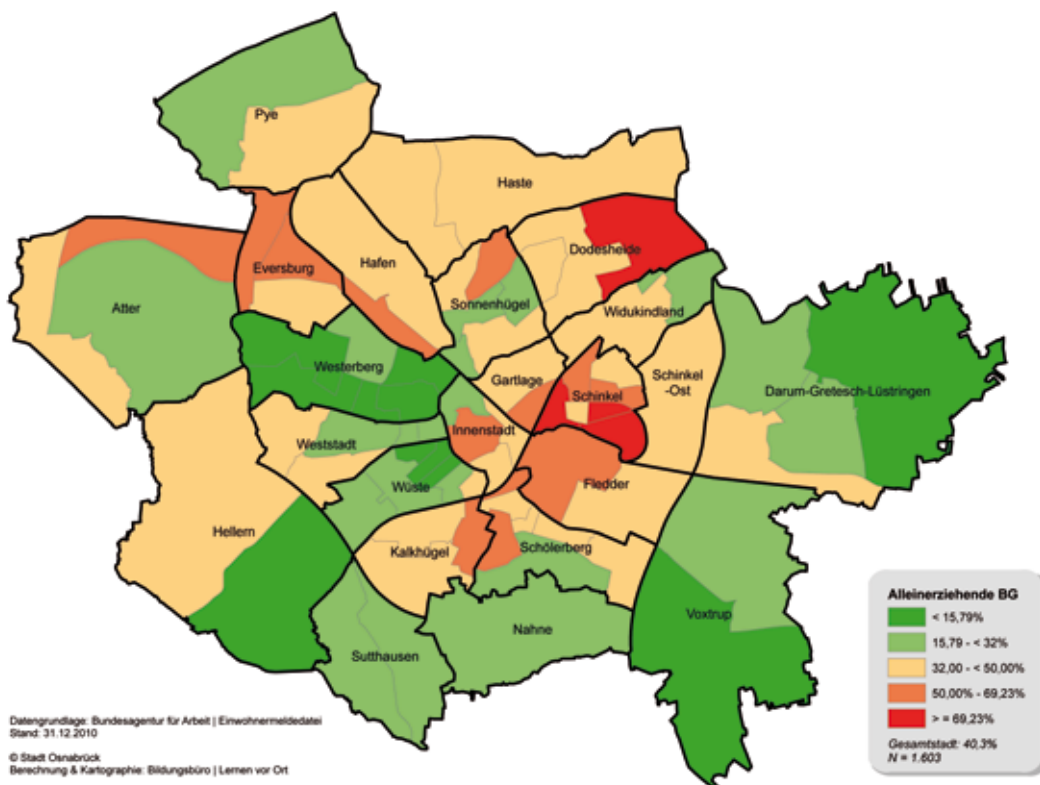 Pye
Haste
Dodesheide
Hafen
Eversburg
Sonnenhügel
Atter
Widukindland
Westerberg
Gartlage
Schinkel
Schinkel
-Ost
Darum-Gretesch-Lüstringen
Innenstadt
Weststadt
Wüste
Fledder
Hellern
Kalkhügel
Schölerberg
Voxtrup
Nahne
Sutthausen
Alleinerziehende BG
< 15,79%
15,79 - < 32%
32,00 - < 50,00%
50,00% - 69,23%
> = 69,23%
Gesamtstadt: 40,3%
N = 1.603
Datengrundlage: Bundesagentur für Arbeit | Einwohnermeldedatei
Stand: 31.12.2010
© Stadt Osnabrück
Berechnung & Kartographie: Bildungsbüro | Lernen vor Ort